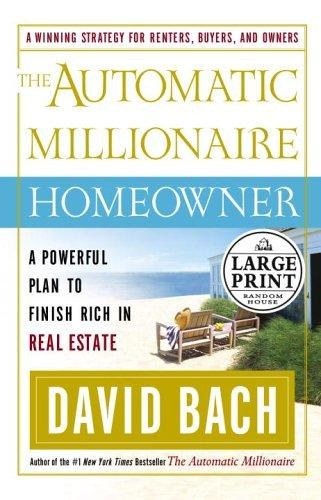 A WINNING STRATEGY FOR RENTERS, BUYERS, AND OWNERS
THE AUTOMATIC
MILLIONAIRE
HOMEOWNER
A POWERFUL
PLAN TO
FINISH RICH IN
REAL ESTATE
LARGE
PRINT
RANDOM HOUSE
DAVID BACH
Author of the #1 New York Times Bestseller The Automatic Millionaire